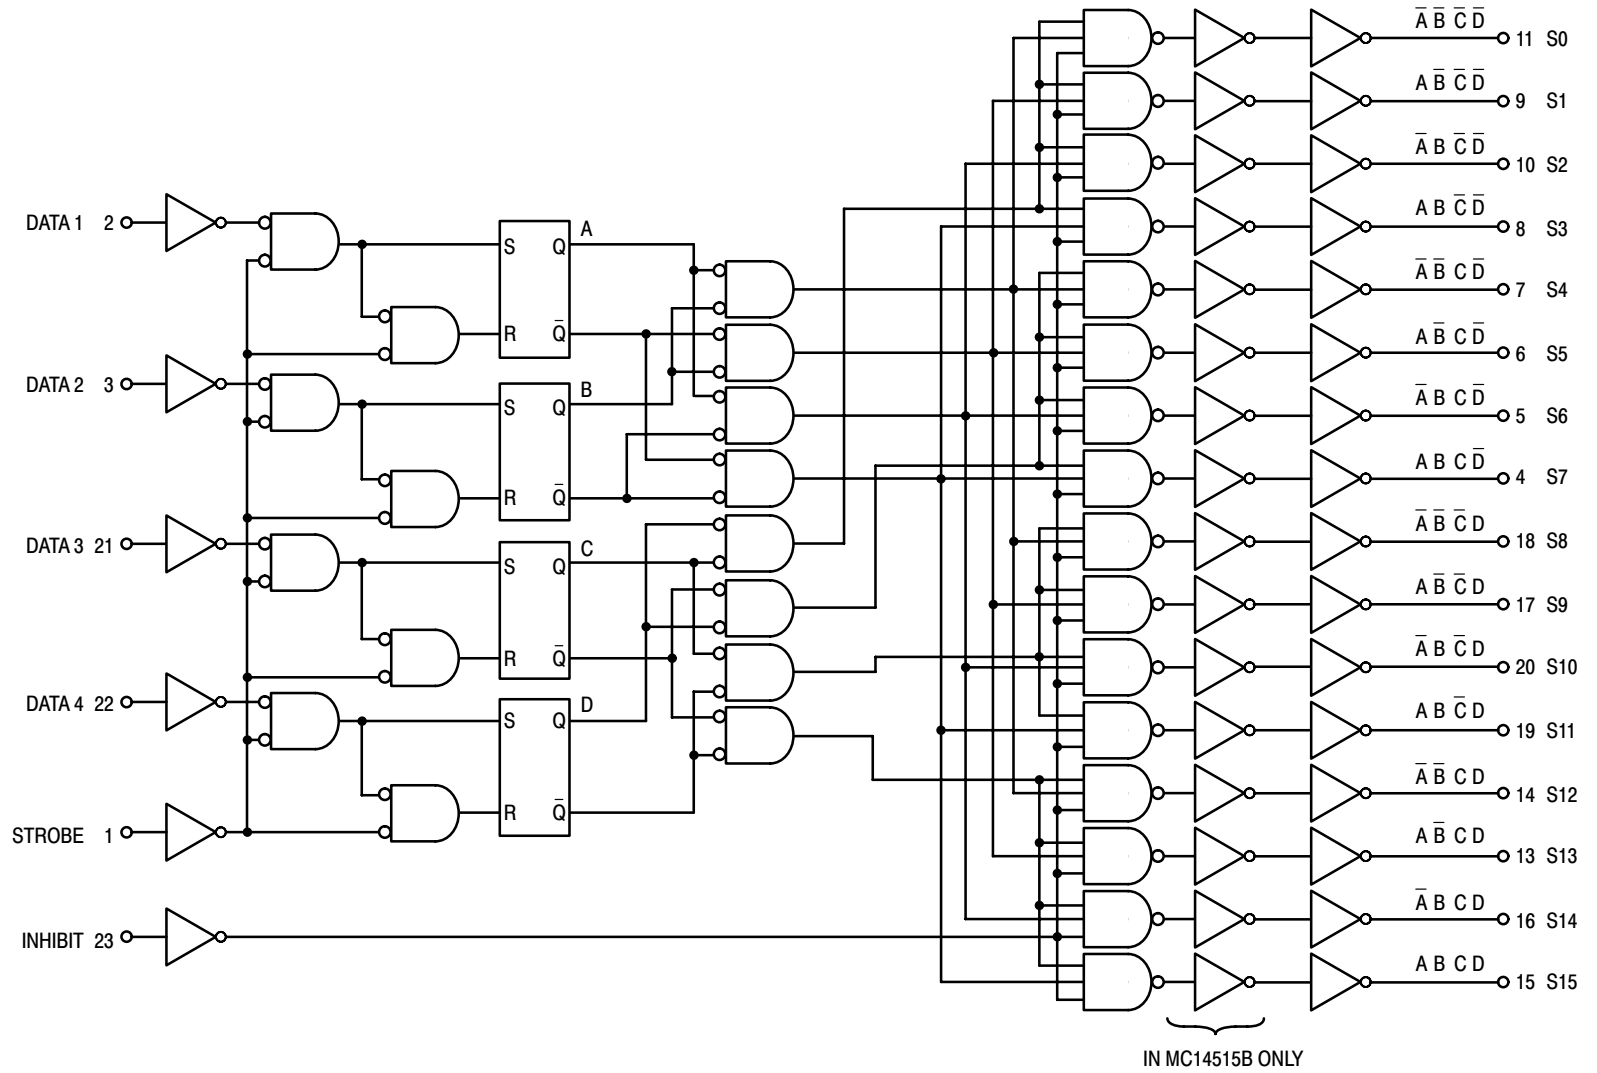 A̅ B̅ C̅ D̅
11 S0
A B̅ C̅ D̅
9 S1
A̅ B C̅ D̅
10 S2
A B C̅ D̅
8 S3
A̅ B̅ C D̅
7 S4
A B̅ C D̅
6 S5
A̅ B C D̅
5 S6
A B C D̅
4 S7
A̅ B̅ C̅ D
18 S8
A B̅ C̅ D
17 S9
A̅ B C̅ D
20 S10
A B C̅ D
19 S11
A̅ B̅ C D
14 S12
A B̅ C D
13 S13
A̅ B C D
16 S14
A B C D
15 S15
DATA 1 2
S Q A
R Q̅
DATA 2 3
S Q B
R Q̅
DATA 3 21
S Q C
R Q̅
DATA 4 22
S Q D
R Q̅
STROBE 1
INHIBIT 23
IN MC14515B ONLY